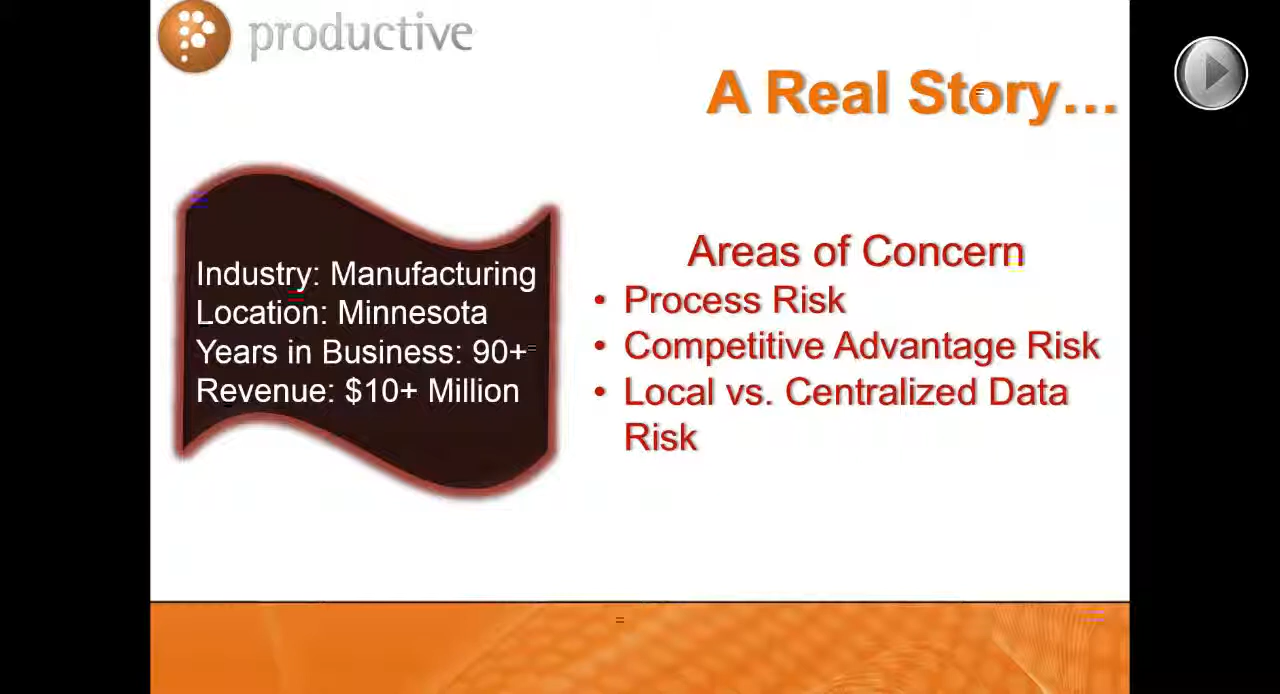 productive
A Real Story…
Industry: Manufacturing
Location: Minnesota
Years in Business: 90+
Revenue: $10+ Million
Areas of Concern
• Process Risk
• Competitive Advantage Risk
• Local vs. Centralized Data
Risk